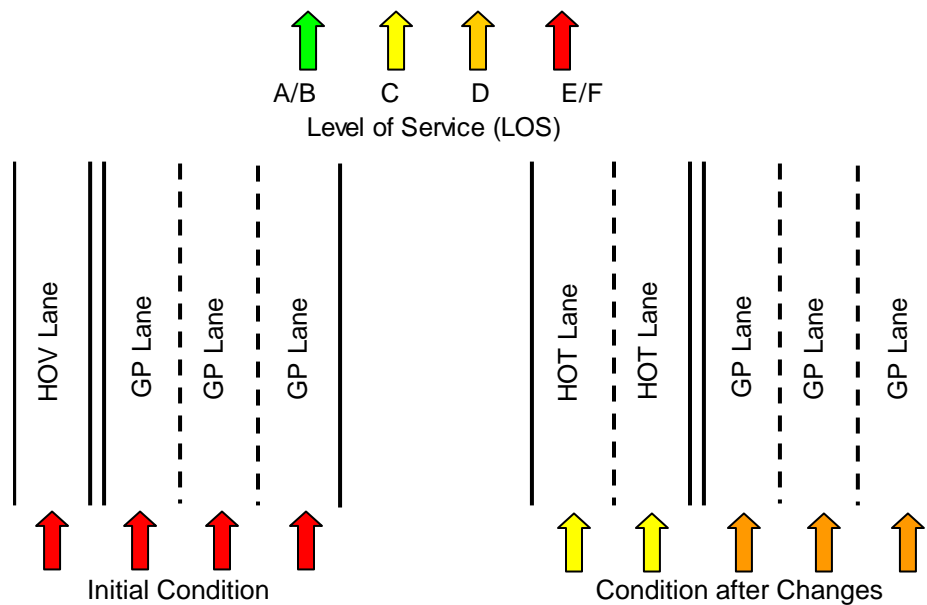 A/B C D E/F
Level of Service (LOS)
HOV Lane
GP Lane
GP Lane
GP Lane
HOT Lane
HOT Lane
GP Lane
GP Lane
GP Lane
Initial Condition
Condition after Changes